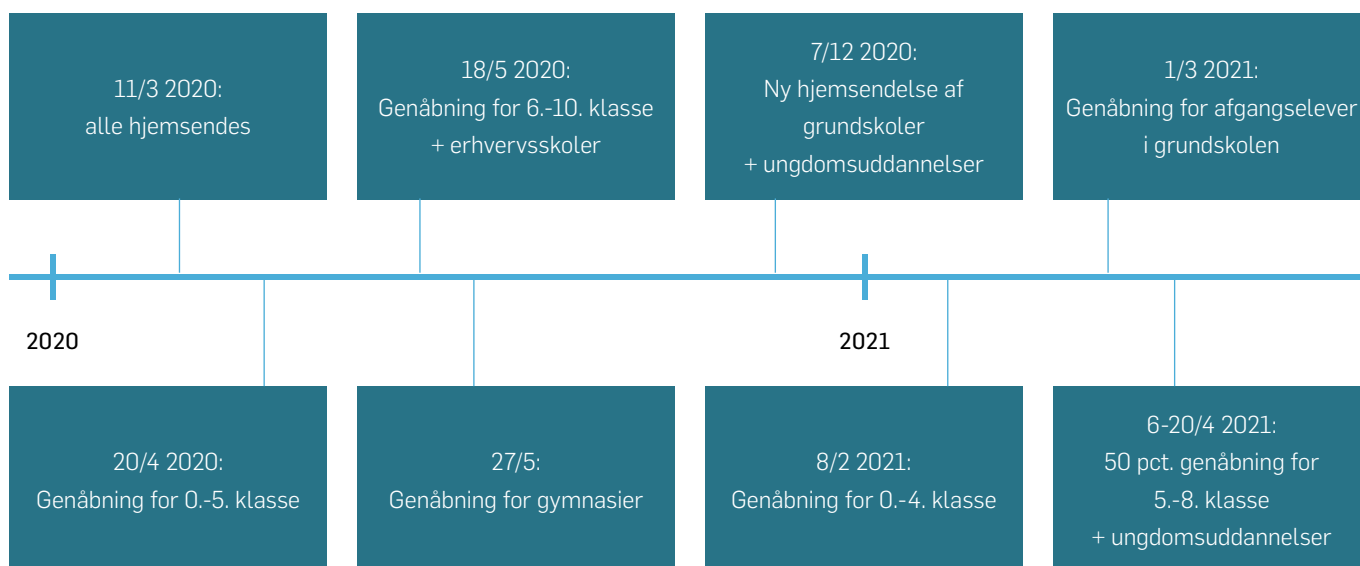 11/3 2020:
alle hjemsendes
18/5 2020:
Genåbning for 6.-10. klasse
+ erhvervsskoler
7/12 2020:
Ny hjemsendelse af
grundskoler
+ ungdomsuddannelser
1/3 2021:
Genåbning for afgangselever
i grundskolen
2020
2021
20/4 2020:
Genåbning for 0.-5. klasse
27/5:
Genåbning for gymnasier
8/2 2021:
Genåbning for 0.-4. klasse
6-20/4 2021:
50 pct. genåbning for
5.-8. klasse
+ ungdomsuddannelser